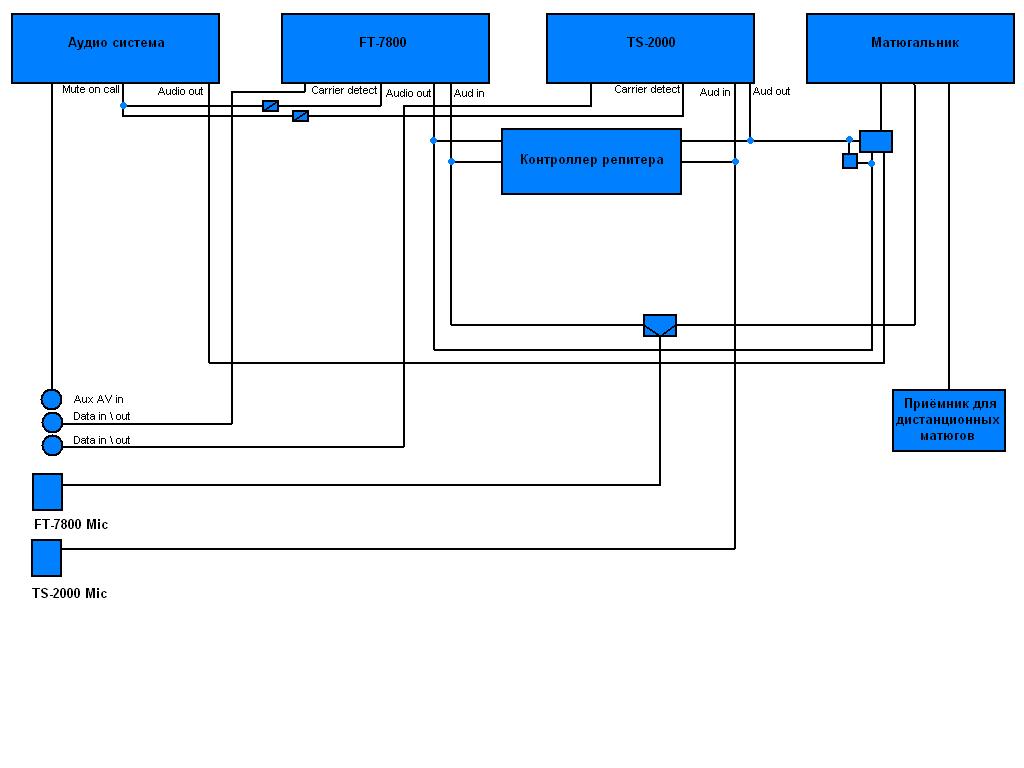 Аудио система
FT-7800
TS-2000
Матюгальник
Mute on call
Audio out
Carrier detect
Audio out
Aud in
Carrier detect
Aud in
Aud out
Контроллер репитера
Aux AV in
Data in \ out
Data in \ out
Приёмник для
дистанционных
матюгов
FT-7800 Mic
TS-2000 Mic